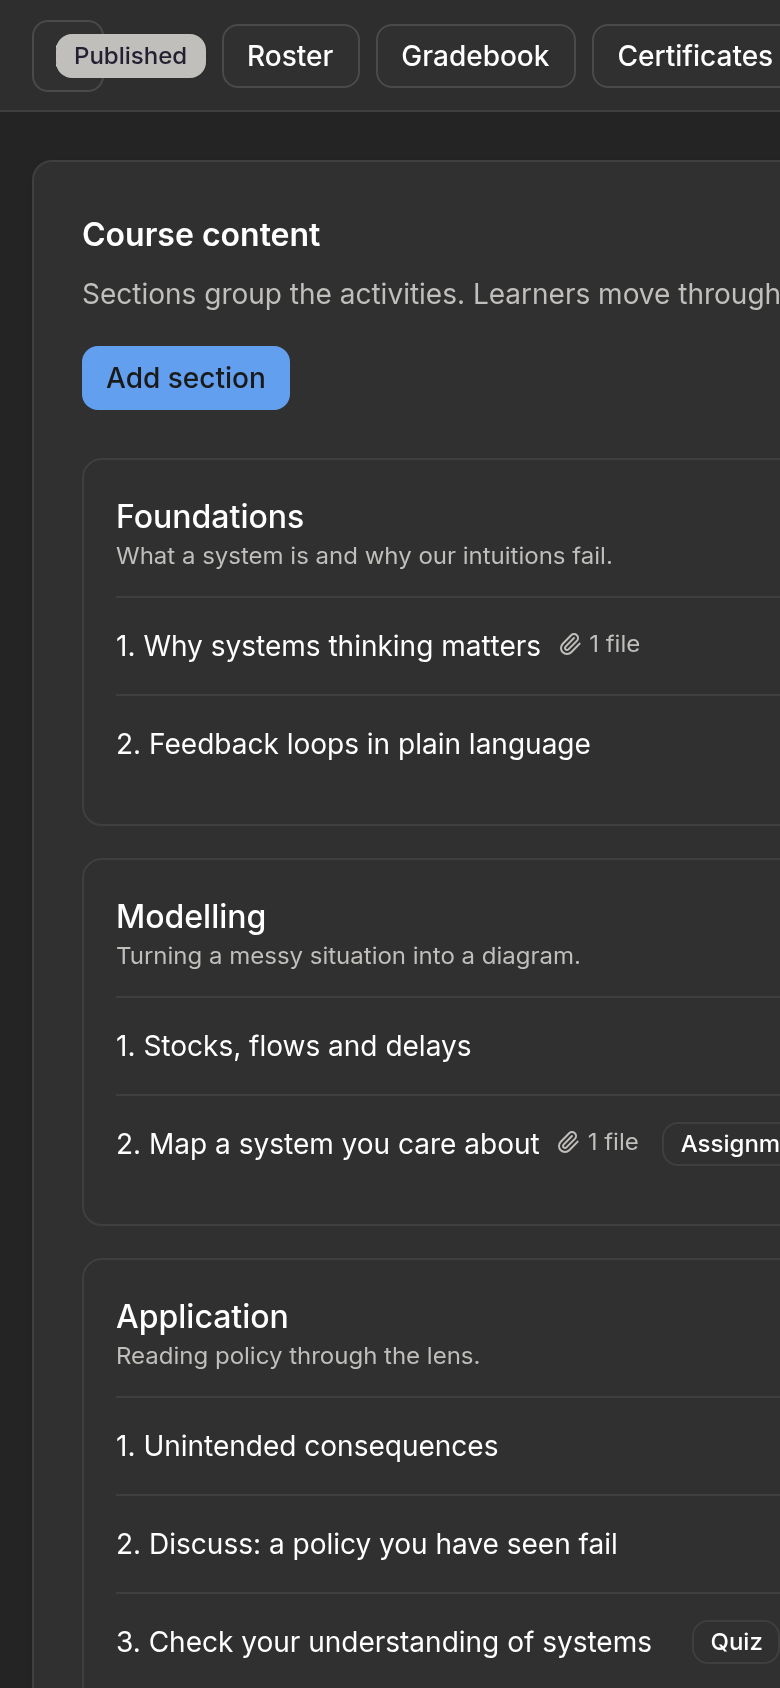 Published Roster Gradebook Certificates
Course content
Sections group the activities. Learners move through
Add section
Foundations
What a system is and why our intuitions fail.
1. Why systems thinking matters 1 file
2. Feedback loops in plain language
Modelling
Turning a messy situation into a diagram.
1. Stocks, flows and delays
2. Map a system you care about 1 file Assignm
Application
Reading policy through the lens.
1. Unintended consequences
2. Discuss: a policy you have seen fail
3. Check your understanding of systems Quiz